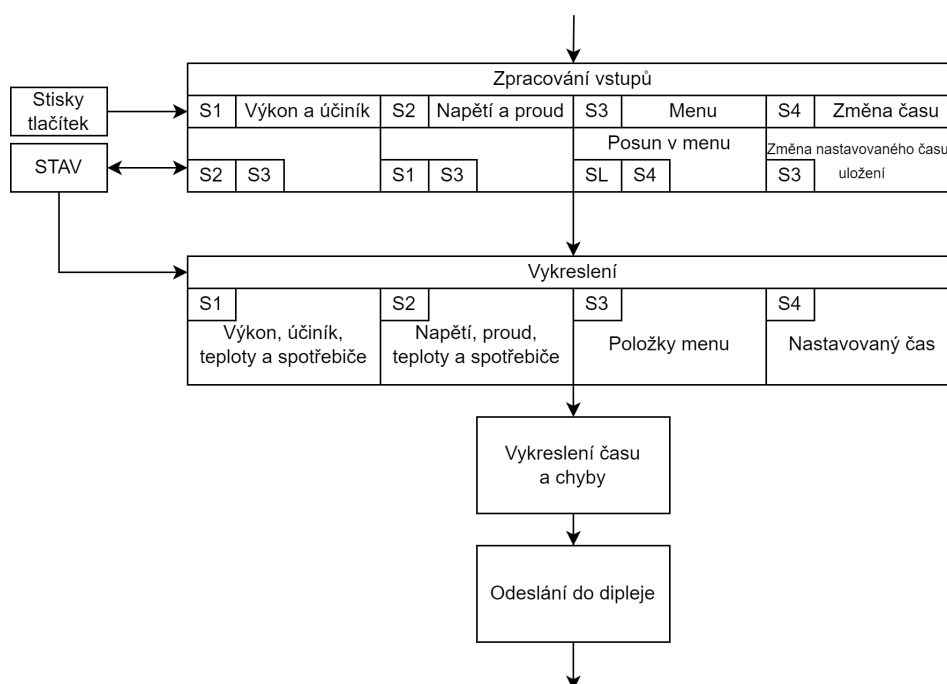 Zpracování vstupů
Stisky
tlačítek
S1 Výkon a účiník S2 Napětí a proud S3 Menu S4 Změna času
STAV
S2 S3
S1 S3
Posun v menu
SL S4
Změna nastavovaného času
S3 uložení
Vykreslení
S1
Výkon, účiník,
teploty a spotřebiče
S2
Napětí, proud,
teploty a spotřebiče
S3
Položky menu
S4
Nastavovaný čas
Vykreslení času
a chyby
Odeslání do dipleje